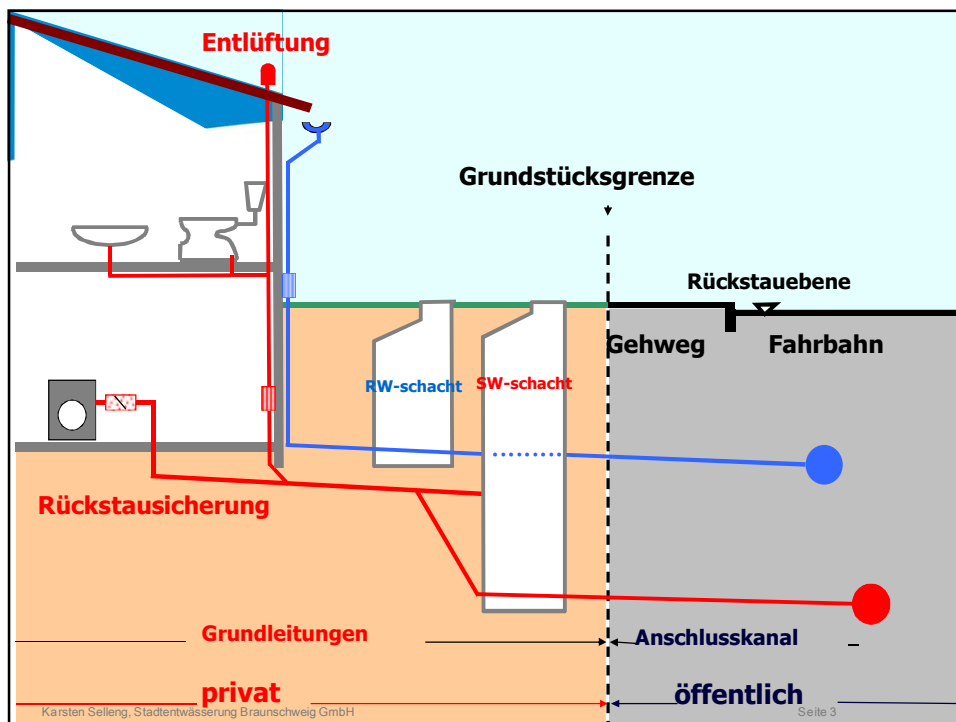 Entlüftung
Grundstücksgrenze
Rückstauebene
Gehweg
Fahrbahn
RW-schacht
SW-schacht
Rückstausicherung
Grundleitungen
Anschlusskanal
privat
öffentlich
Karsten Selleng, Stadtentwässerung Braunschweig GmbH
Seite 3